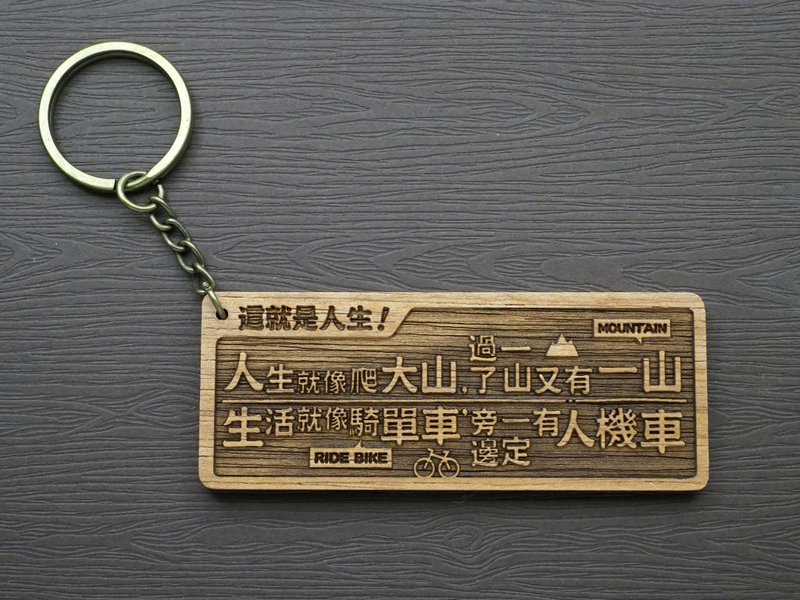 這就是人生!
MOUNTAIN
人生就像爬大山,過了一山又有一山
生活就像騎單車,旁邊一定有人機車
RIDE BIKE